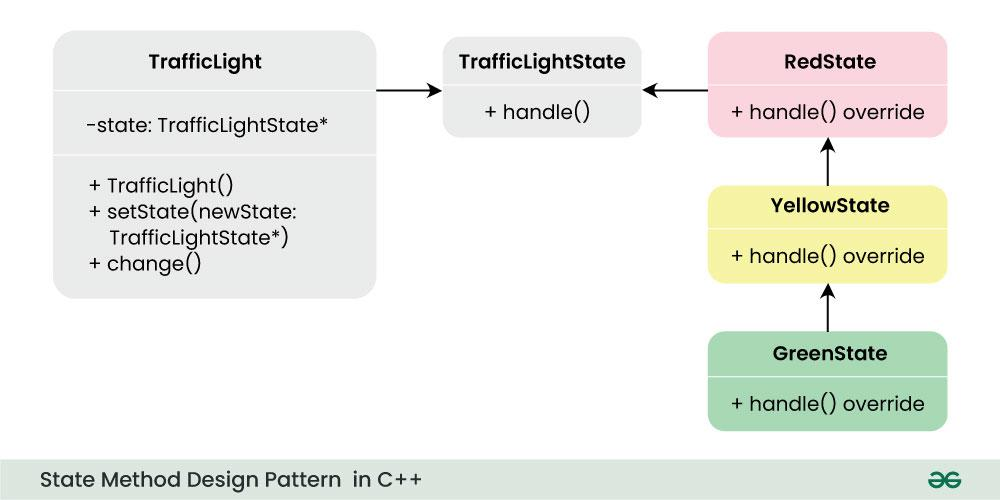 TrafficLight
-state: TrafficLightState*
+ TrafficLight()
+ setState(newState:
TrafficLightState*)
+ change()
TrafficLightState
+ handle()
RedState
+ handle() override
YellowState
+ handle() override
GreenState
+ handle() override
State Method Design Pattern in C++